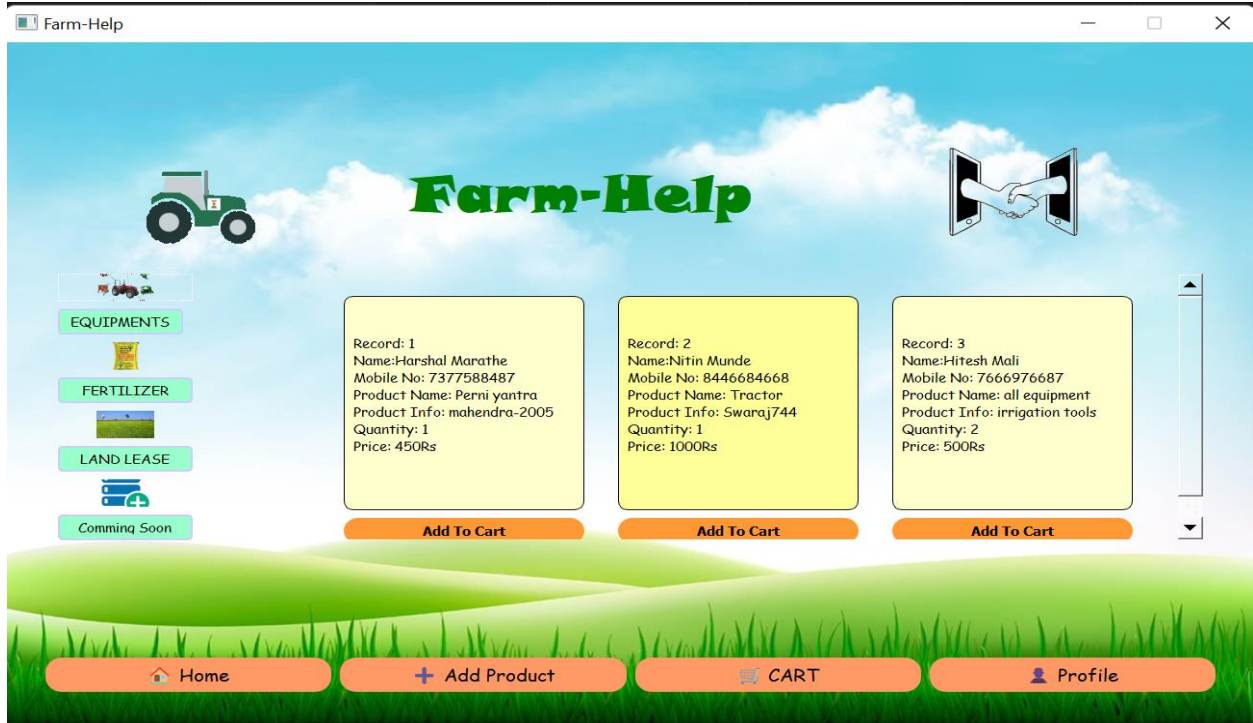 Farm-Help
Farm-Help
EQUIPMENTS
FERTILIZER
LAND LEASE
Comming Soon
Record: 1
Name:Harshal Marathe
Mobile No: 7377588487
Product Name: Perni yantra
Product Info: mahendra-2005
Quantity: 1
Price: 450Rs
Add To Cart
Record: 2
Name:Nitin Munde
Mobile No: 8446684668
Product Name: Tractor
Product Info: Swaraj744
Quantity: 1
Price: 1000Rs
Add To Cart
Record: 3
Name:Hitesh Mali
Mobile No: 7666976687
Product Name: all equipment
Product Info: irrigation tools
Quantity: 2
Price: 500Rs
Add To Cart
Home
Add Product
CART
Profile